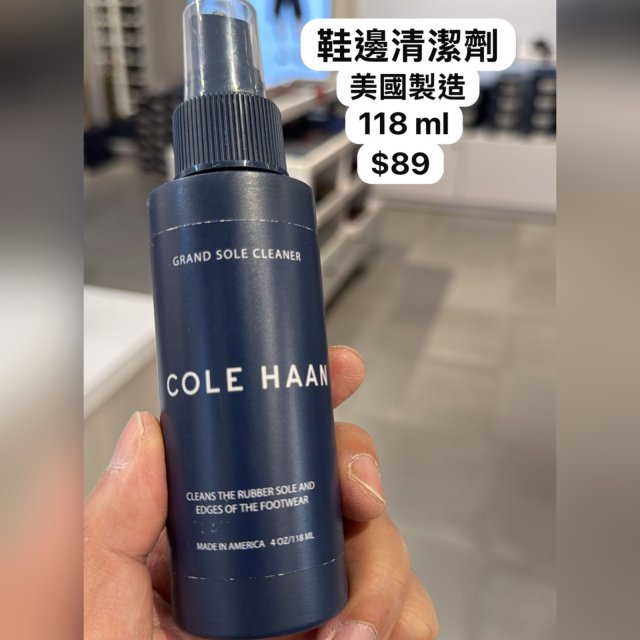 鞋邊清潔劑
美國製造
118 ml
$89
GRAND SOLE CLEANER
COLE HAAN
CLEANS THE RUBBER SOLE AND
EDGES OF THE FOOTWEAR
MADE IN AMERICA 4 OZ/118 ML